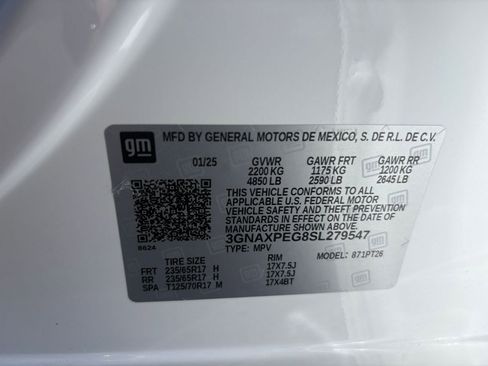 gm
MFD BY GENERAL MOTORS DE MEXICO, S. DE R.L. DE C.V.
01/25 GVWR GAWR FRT GAWR RR
2200 KG 1175 KG 1200 KG
4850 LB 2590 LB 2645 LB
THIS VEHICLE CONFORMS TO ALL
APPLICABLE U.S. FEDERAL MOTOR
VEHICLE SAFETY, BUMPER, AND THEFT
PREVENTION STANDARDS
IN EFFECT ON THE DATE OF
MANUFACTURE SHOWN ABOVE.
3GNAXPEG8SL279547
TYPE: MPV MODEL: 871PT26
8624
TIRE SIZE RIM
FRT 235/65R17 H 17X7.5J
RR 235/65R17 H 17X7.5J
SPA T125/70R17 M 17X4BT